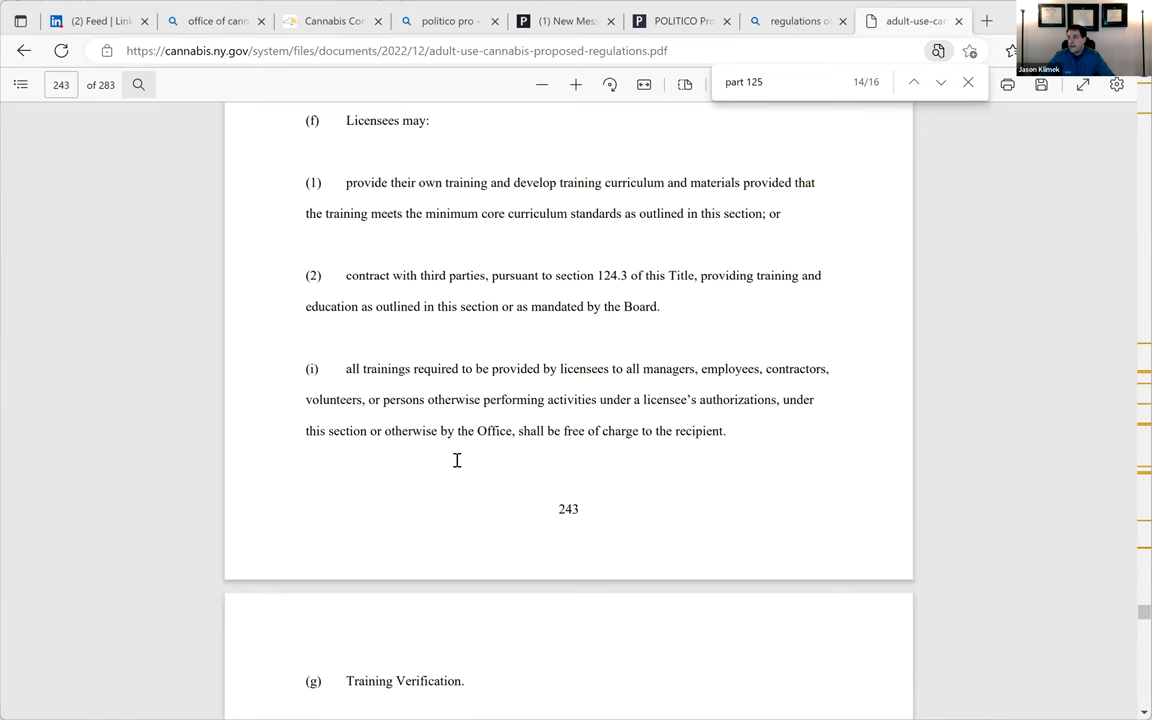 (2) Feed | Link
office of cann
Cannabis Con
politico pro -
(1) New Mess
POLITICO Pro
regulations of
adult-use-can
https://cannabis.ny.gov/system/files/documents/2022/12/adult-use-cannabis-proposed-regulations.pdf
Jason Klimek
243 of 283
part 125 14/16
(f) Licensees may:
(1) provide their own training and develop training curriculum and materials provided that
the training meets the minimum core curriculum standards as outlined in this section; or
(2) contract with third parties, pursuant to section 124.3 of this Title, providing training and
education as outlined in this section or as mandated by the Board.
(i) all trainings required to be provided by licensees to all managers, employees, contractors,
volunteers, or persons otherwise performing activities under a licensee's authorizations, under
this section or otherwise by the Office, shall be free of charge to the recipient.
243
(g) Training Verification.